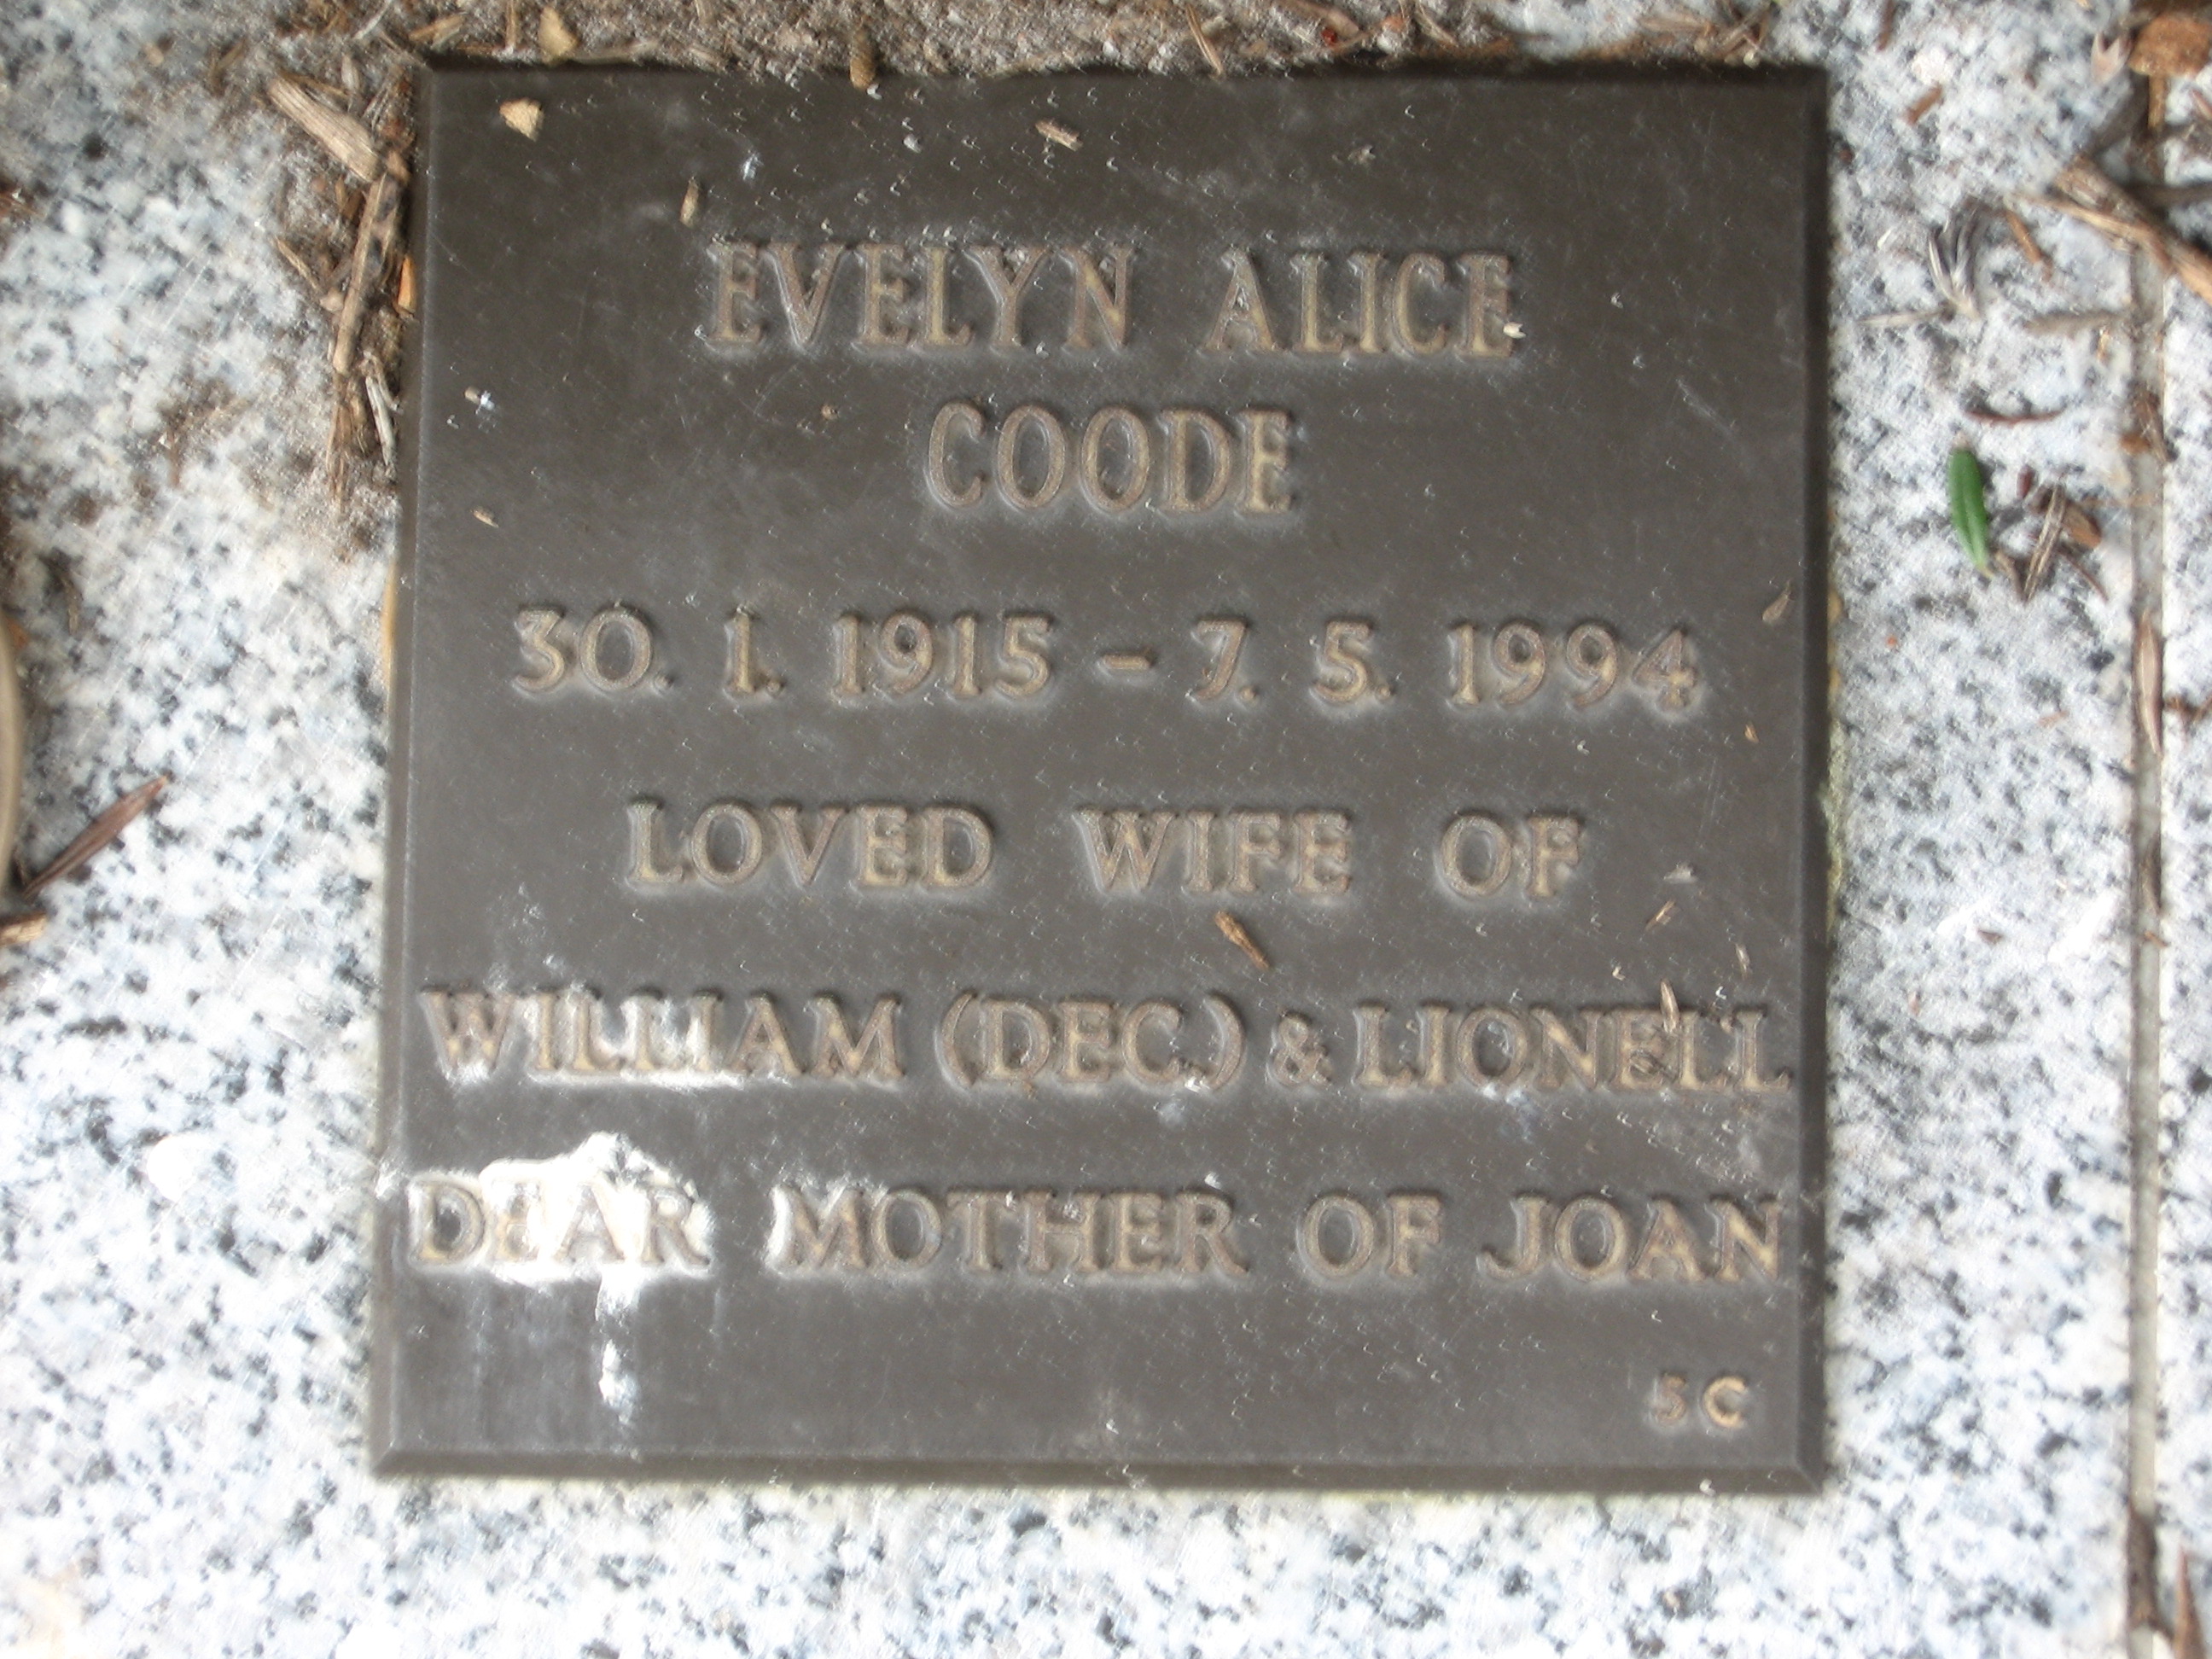 EVELYN ALICE
COODE
30. 1. 1915 – 7. 5. 1994
LOVED WIFE OF
WILLIAM (DEC.) & LIONELL
DEAR MOTHER OF JOAN
5 C